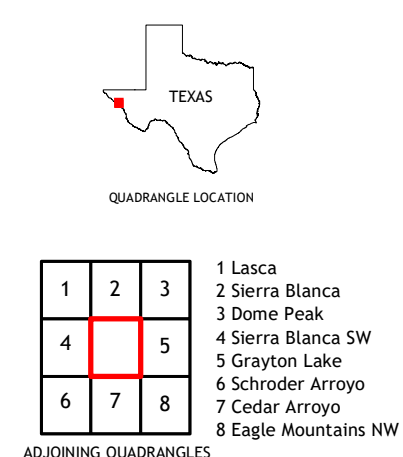 TEXAS
QUADRANGLE LOCATION
1 2 3
4 5
6 7 8
1 Lasca
2 Sierra Blanca
3 Dome Peak
4 Sierra Blanca SW
5 Grayton Lake
6 Schroder Arroyo
7 Cedar Arroyo
8 Eagle Mountains NW
ADJOINING QUADRANGLES